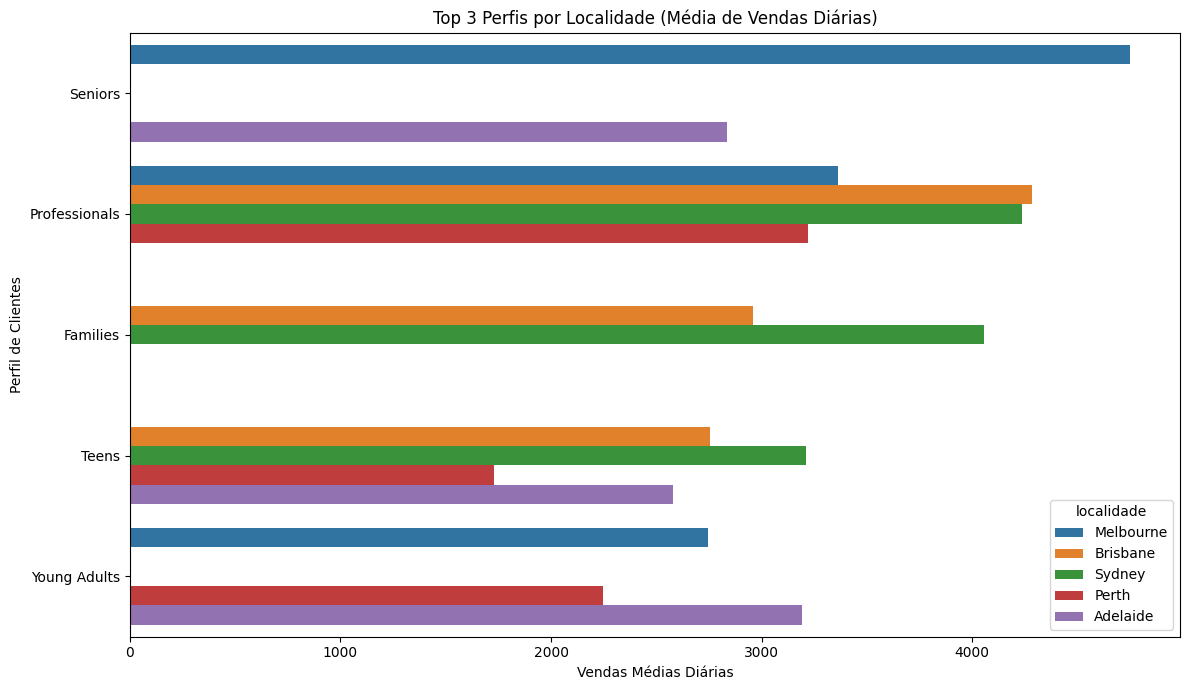 Top 3 Perfis por Localidade (Média de Vendas Diárias)
Perfil de Clientes
Seniors
Professionals
Families
Teens
Young Adults
localidade
Melbourne
Brisbane
Sydney
Perth
Adelaide
0 1000 2000 3000 4000
Vendas Médias Diárias